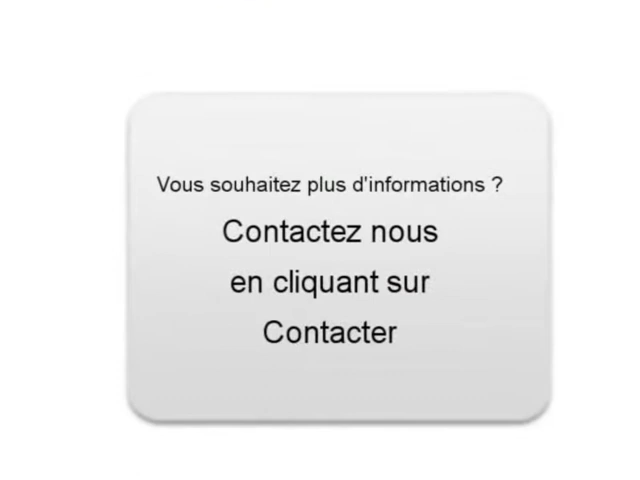 Vous souhaitez plus d'informations ?
Contactez nous
en cliquant sur
Contacter